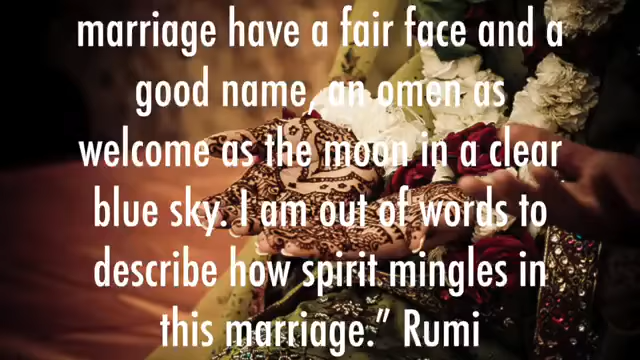 marriage have a fair face and a
good name, an omen as
welcome as the moon in a clear
blue sky. I am out of words to
describe how spirit mingles in
this marriage.” Rumi